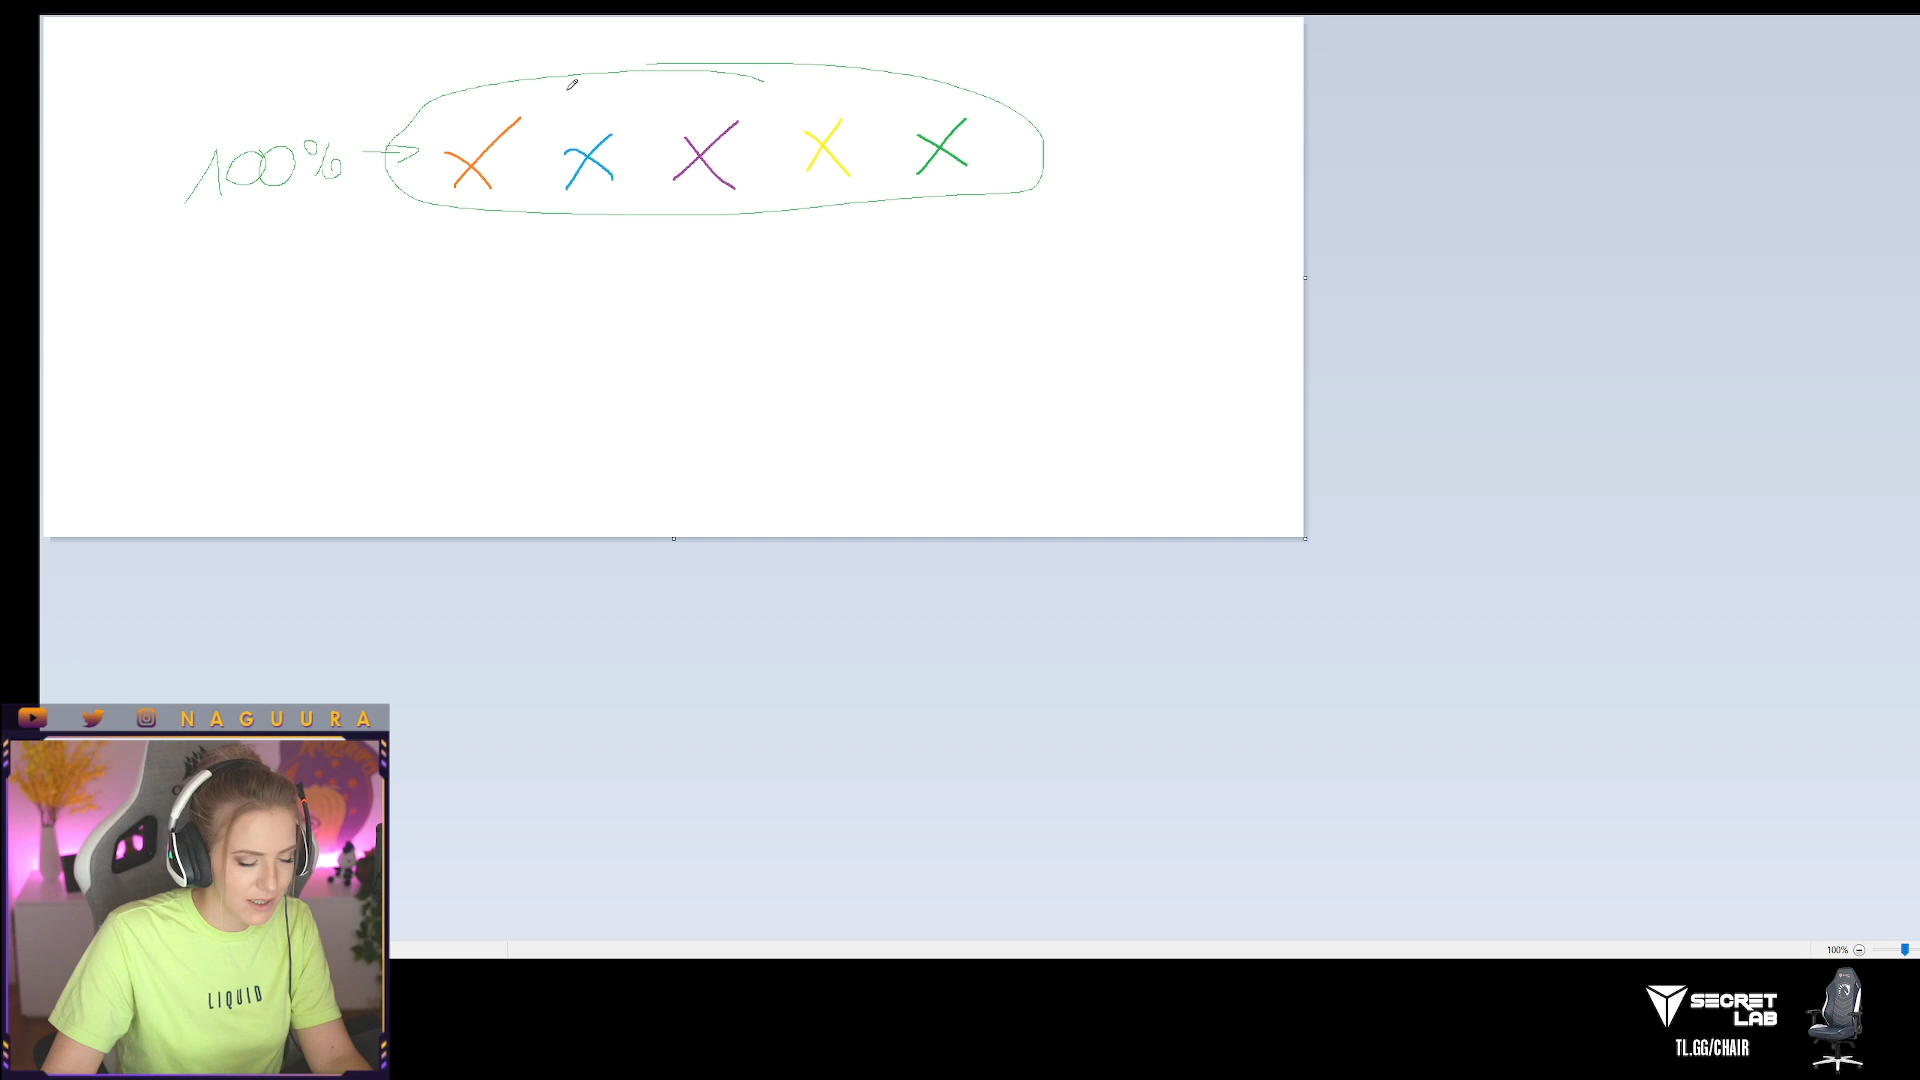 100% → X X X X X
NAGUURA
LIQUID
100%
SECRET
LAB
TL.GG/CHAIR